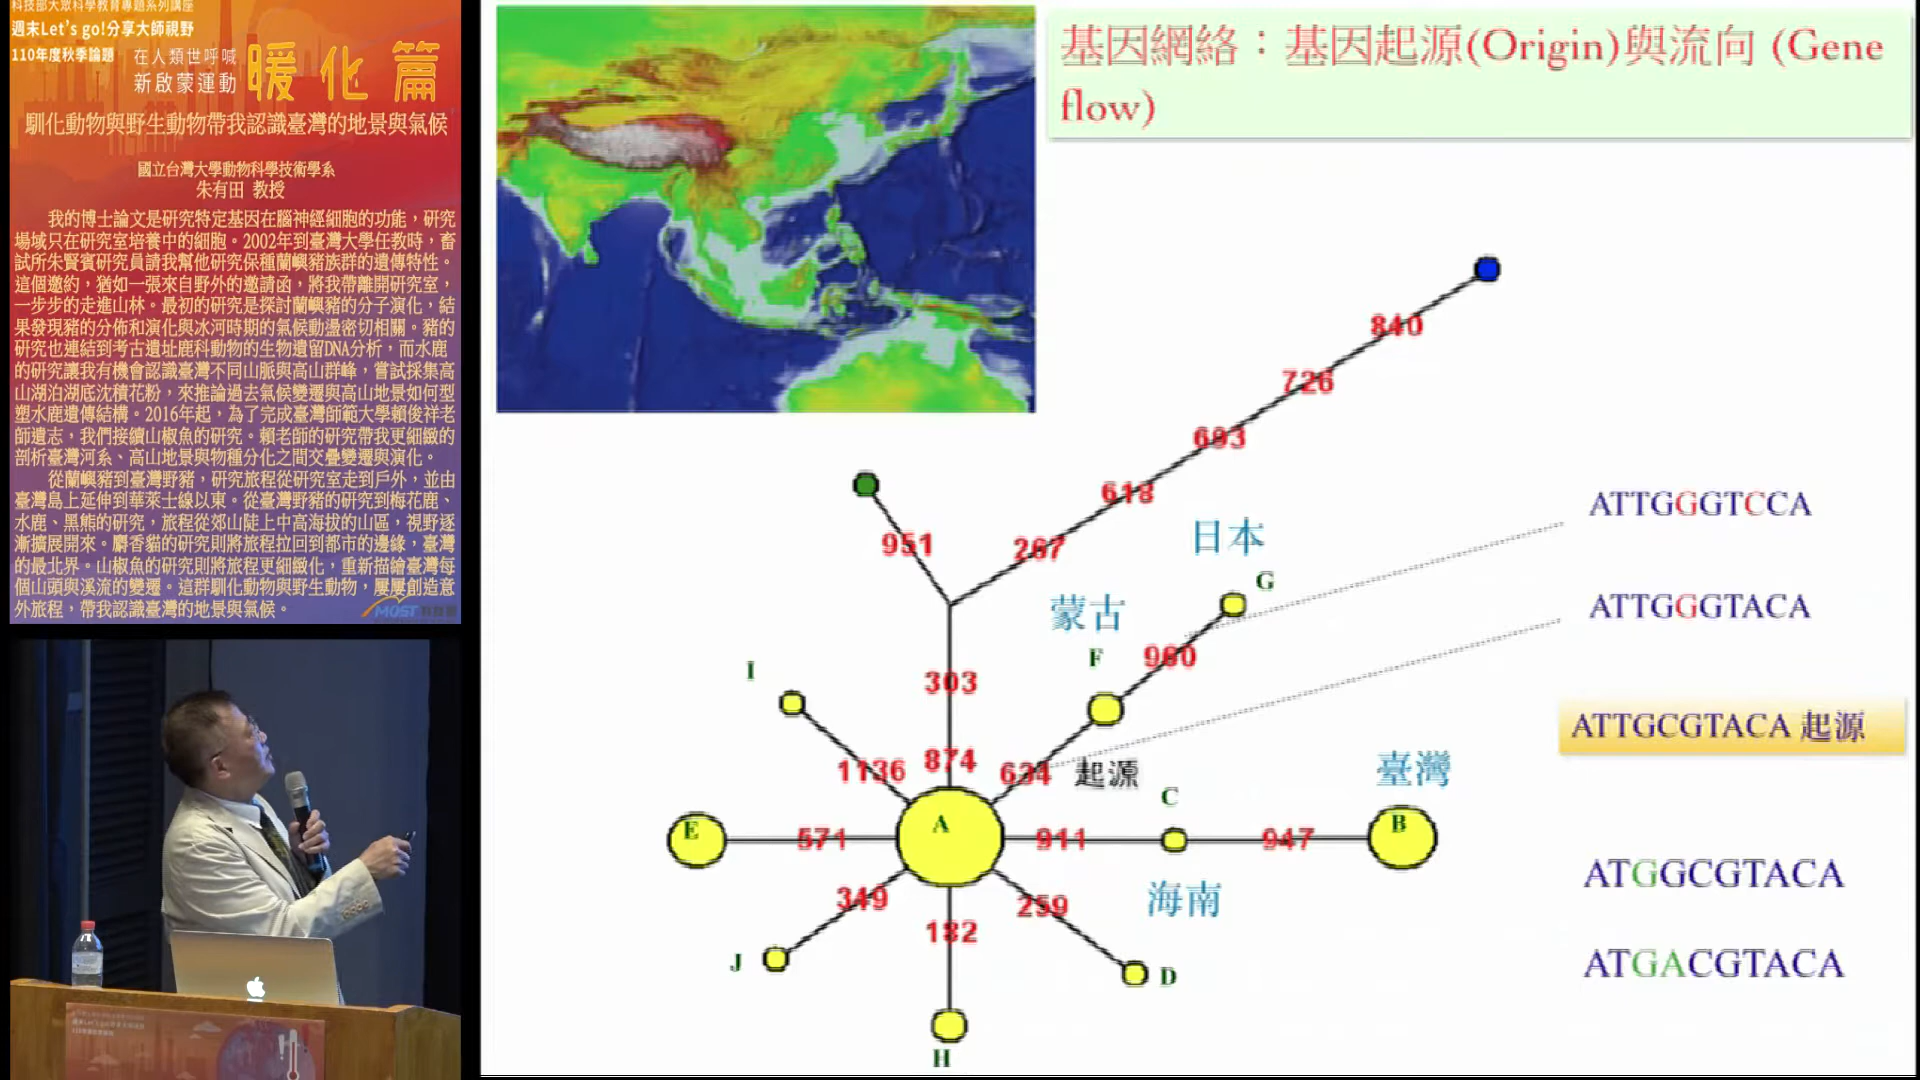 科技部大眾科學教育專題系列講座
週末Let's go!分享大師視野
110年度秋季論題
在人類世呼喊
新啟蒙運動
暖化篇
馴化動物與野生動物帶我認識臺灣的地景與氣候
國立台灣大學動物科學技術學系
朱有田 教授
我的博士論文是研究特定基因在腦神經細胞的功能，研究
場域只在研究室培養中的細胞。2002年到臺灣大學任教時，畜
試所朱賢賓研究員請我幫他研究保種蘭嶼豬族群的遺傳特性。
這個邀約，猶如一張來自野外的邀請函，將我帶離開研究室，
一步步的走進山林。最初的研究是探討蘭嶼豬的分子演化，結
果發現豬的分佈和演化與冰河時期的氣候動盪密切相關。豬的
研究也連結到考古遺址鹿科動物的生物遺留DNA分析，而水鹿
的研究讓我有機會認識臺灣不同山脈與高山群峰，嘗試採集高
山湖泊湖底沈積花粉，來推論過去氣候變遷與高山地景如何型
塑水鹿遺傳結構。2016年起，為了完成臺灣師範大學賴俊祥老
師遺志，我們接續山椒魚的研究。賴老師的研究帶我更細緻的
剖析臺灣河系、高山地景與物種分化之間交疊變遷與演化。
從蘭嶼豬到臺灣野豬，研究旅程從研究室走到戶外，並由
臺灣島上延伸到華萊士線以東。從臺灣野豬的研究到梅花鹿、
水鹿、黑熊的研究，旅程從郊山陡上中高海拔的山區，視野逐
漸擴展開來。麝香貓的研究則將旅程拉回到都市的邊緣，臺灣
的最北界。山椒魚的研究則將旅程更細緻化，重新描繪臺灣每
個山頭與溪流的變遷。這群馴化動物與野生動物，屢屢創造意
外旅程，帶我認識臺灣的地景與氣候。
MOST 科技部
基因網絡：基因起源(Origin)與流向 (Gene
flow)
840
726
693
618
267
951
303
874
日本
G
蒙古
F
980
I
1136
634
起源
C
臺灣
E
571
A
911
947
B
349
182
259
海南
J
D
H
ATTGGGTCCA
ATTGGGTACA
ATTGCGTACA 起源
ATGGCGTACA
ATGACGTACA